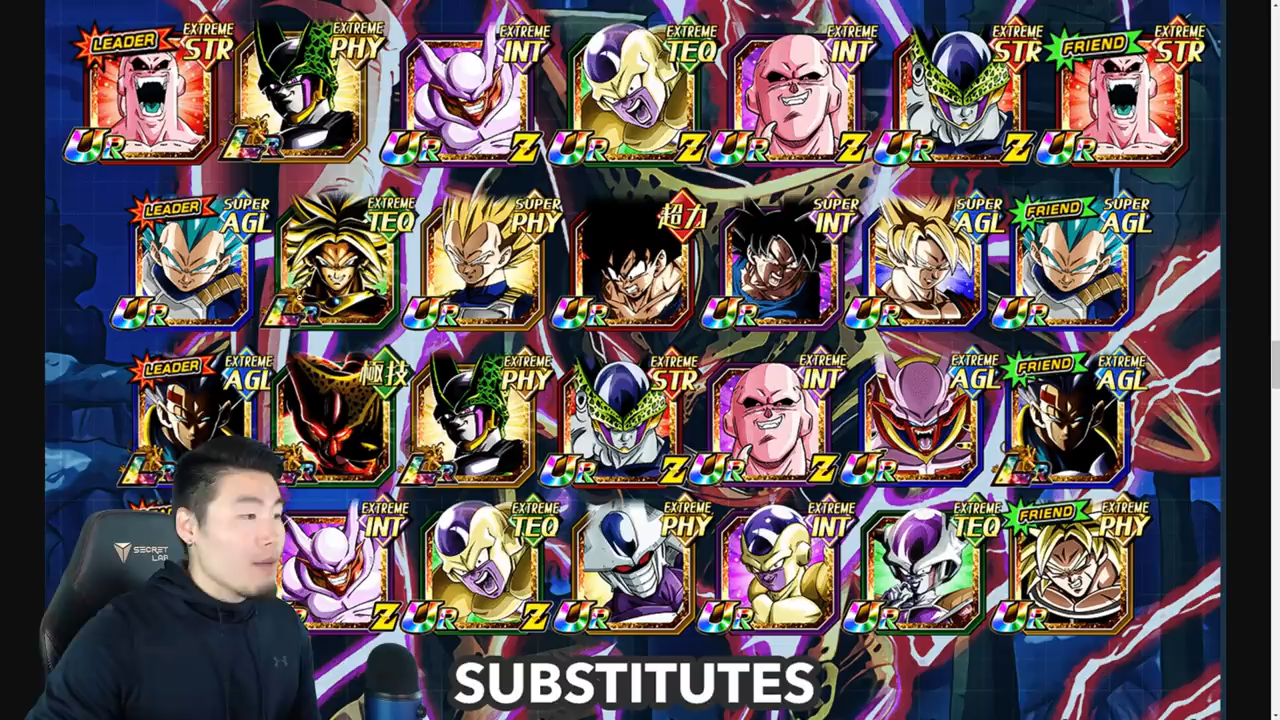 LEADER EXTREME STR EXTREME PHY EXTREME INT EXTREME TEQ EXTREME INT EXTREME STR FRIEND EXTREME STR
UR LR UR Z UR Z UR Z UR Z UR
LEADER SUPER AGL EXTREME TEQ SUPER PHY 超力 SUPER INT SUPER AGL FRIEND SUPER AGL
UR LR UR UR UR UR UR
LEADER EXTREME AGL 極技 EXTREME PHY EXTREME STR EXTREME INT EXTREME AGL FRIEND EXTREME AGL
LR LR LR UR Z UR Z UR LR
EXTREME INT EXTREME TEQ EXTREME PHY EXTREME INT EXTREME TEQ FRIEND EXTREME PHY
Z UR Z UR UR UR UR
SECRET
LAB
SUBSTITUTES